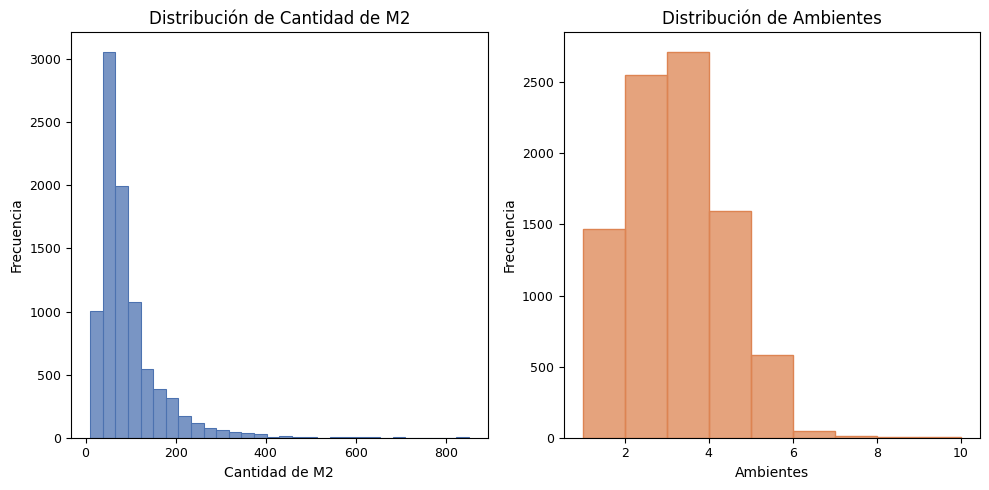 Distribución de Cantidad de M2
Frecuencia
3000
2500
2000
1500
1000
500
0
0 200 400 600 800
Cantidad de M2
Distribución de Ambientes
Frecuencia
2500
2000
1500
1000
500
0
2 4 6 8 10
Ambientes